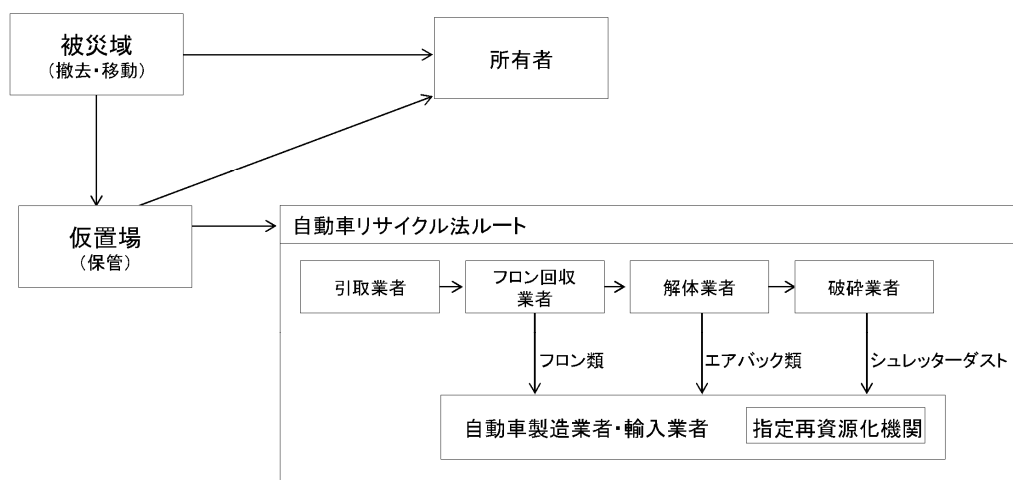 被災域
（撤去・移動）
所有者
仮置場
（保管）
自動車リサイクル法ルート
引取業者
フロン回収
業者
解体業者
破砕業者
フロン類
エアバック類
シュレッターダスト
自動車製造業者・輸入業者
指定再資源化機関